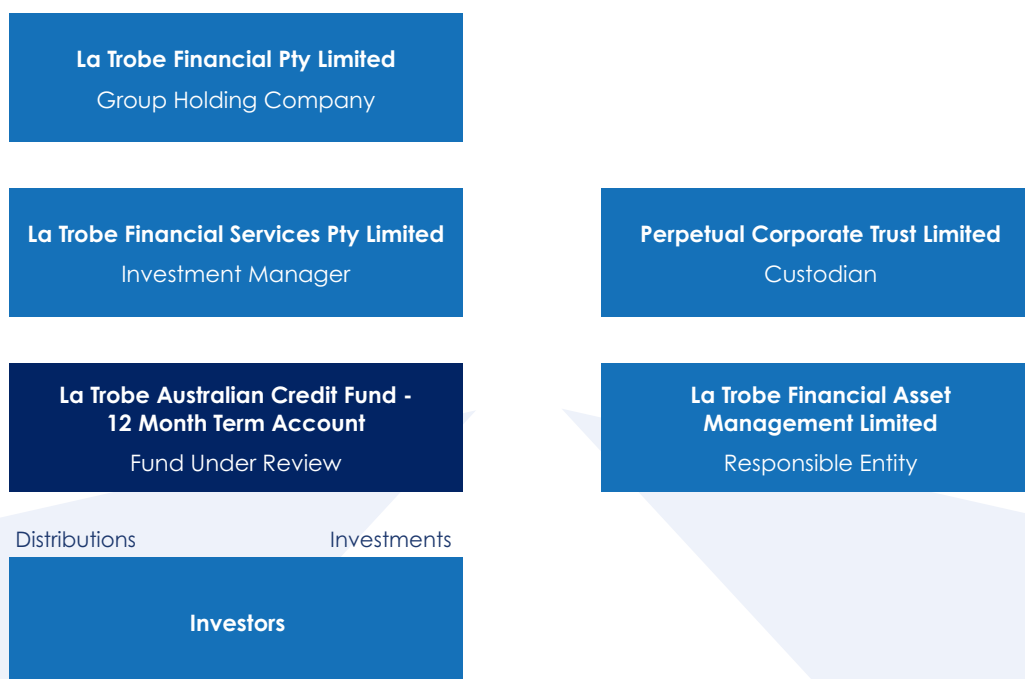 La Trobe Financial Pty Limited
Group Holding Company
La Trobe Financial Services Pty Limited
Investment Manager
Perpetual Corporate Trust Limited
Custodian
La Trobe Australian Credit Fund -
12 Month Term Account
Fund Under Review
La Trobe Financial Asset
Management Limited
Responsible Entity
Distributions
Investments
Investors